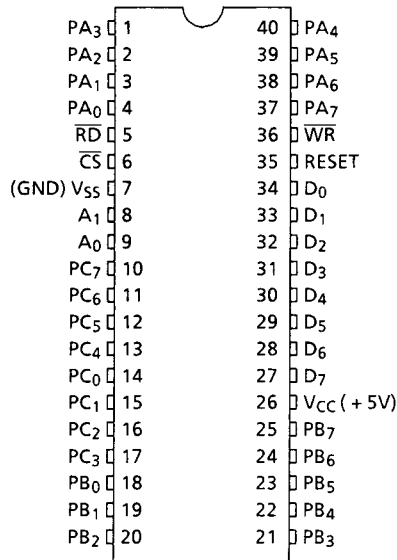 PA3 1 40 PA4
PA2 2 39 PA5
PA1 3 38 PA6
PA0 4 37 PA7
R̅D̅ 5 36 W̅R̅
C̅S̅ 6 35 RESET
(GND) VSS 7 34 D0
A1 8 33 D1
A0 9 32 D2
PC7 10 31 D3
PC6 11 30 D4
PC5 12 29 D5
PC4 13 28 D6
PC0 14 27 D7
PC1 15 26 VCC (+5V)
PC2 16 25 PB7
PC3 17 24 PB6
PB0 18 23 PB5
PB1 19 22 PB4
PB2 20 21 PB3